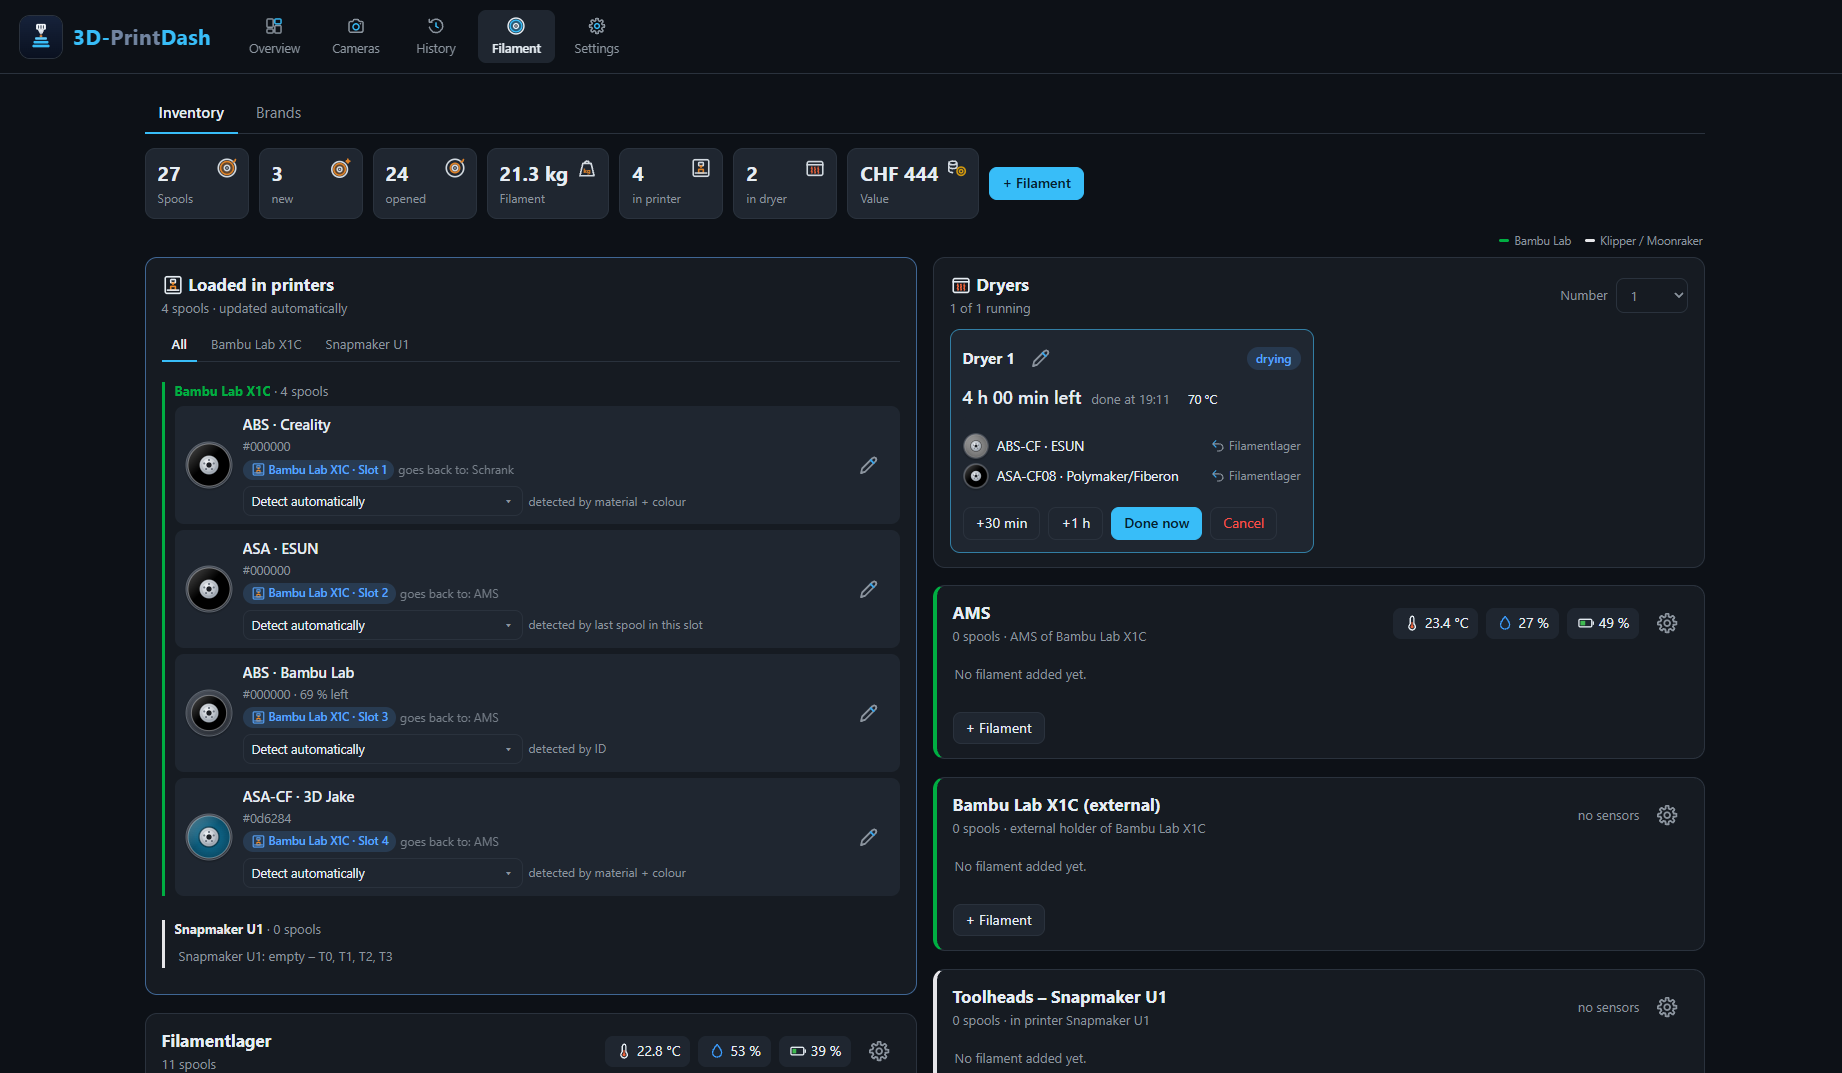 3D-PrintDash
Overview
Cameras
History
Filament
Settings
Inventory
Brands
27
Spools
3
new
24
opened
21.3 kg
Filament
4
in printer
2
in dryer
CHF 444
Value
+ Filament
Bambu Lab
Klipper / Moonraker
Loaded in printers
4 spools · updated automatically
All
Bambu Lab X1C
Snapmaker U1
Bambu Lab X1C · 4 spools
ABS · Creality
#000000
Bambu Lab X1C · Slot 1 goes back to: Schrank
Detect automatically detected by material + colour
ASA · ESUN
#000000
Bambu Lab X1C · Slot 2 goes back to: AMS
Detect automatically detected by last spool in this slot
ABS · Bambu Lab
#000000 · 69 % left
Bambu Lab X1C · Slot 3 goes back to: AMS
Detect automatically detected by ID
ASA-CF · 3D Jake
#0d6284
Bambu Lab X1C · Slot 4 goes back to: AMS
Detect automatically detected by material + colour
Snapmaker U1 · 0 spools
Snapmaker U1: empty – T0, T1, T2, T3
Filamentlager
11 spools
22.8 °C
53 %
39 %
Dryers
1 of 1 running
Number 1
Dryer 1
drying
4 h 00 min left done at 19:11 70 °C
ABS-CF · ESUN Filamentlager
ASA-CF08 · Polymaker/Fiberon Filamentlager
+30 min
+1 h
Done now
Cancel
AMS
0 spools · AMS of Bambu Lab X1C
23.4 °C
27 %
49 %
No filament added yet.
+ Filament
Bambu Lab X1C (external)
0 spools · external holder of Bambu Lab X1C
no sensors
No filament added yet.
+ Filament
Toolheads – Snapmaker U1
0 spools · in printer Snapmaker U1
no sensors
No filament added yet.